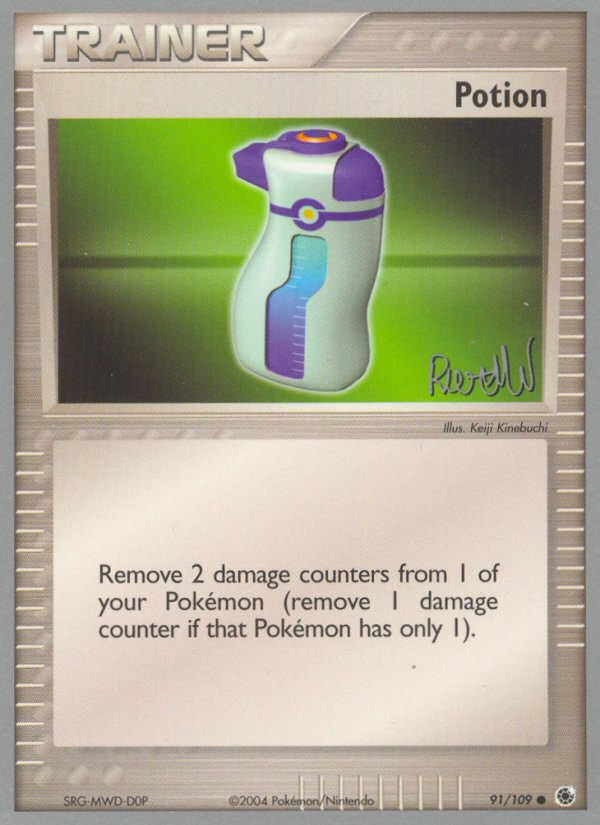 TRAINER
Potion
Illus. Keiji Kinebuchi
Remove 2 damage counters from 1 of
your Pokémon (remove 1 damage
counter if that Pokémon has only 1).
SRG-MWD-D0P
©2004 Pokémon/Nintendo
91/109